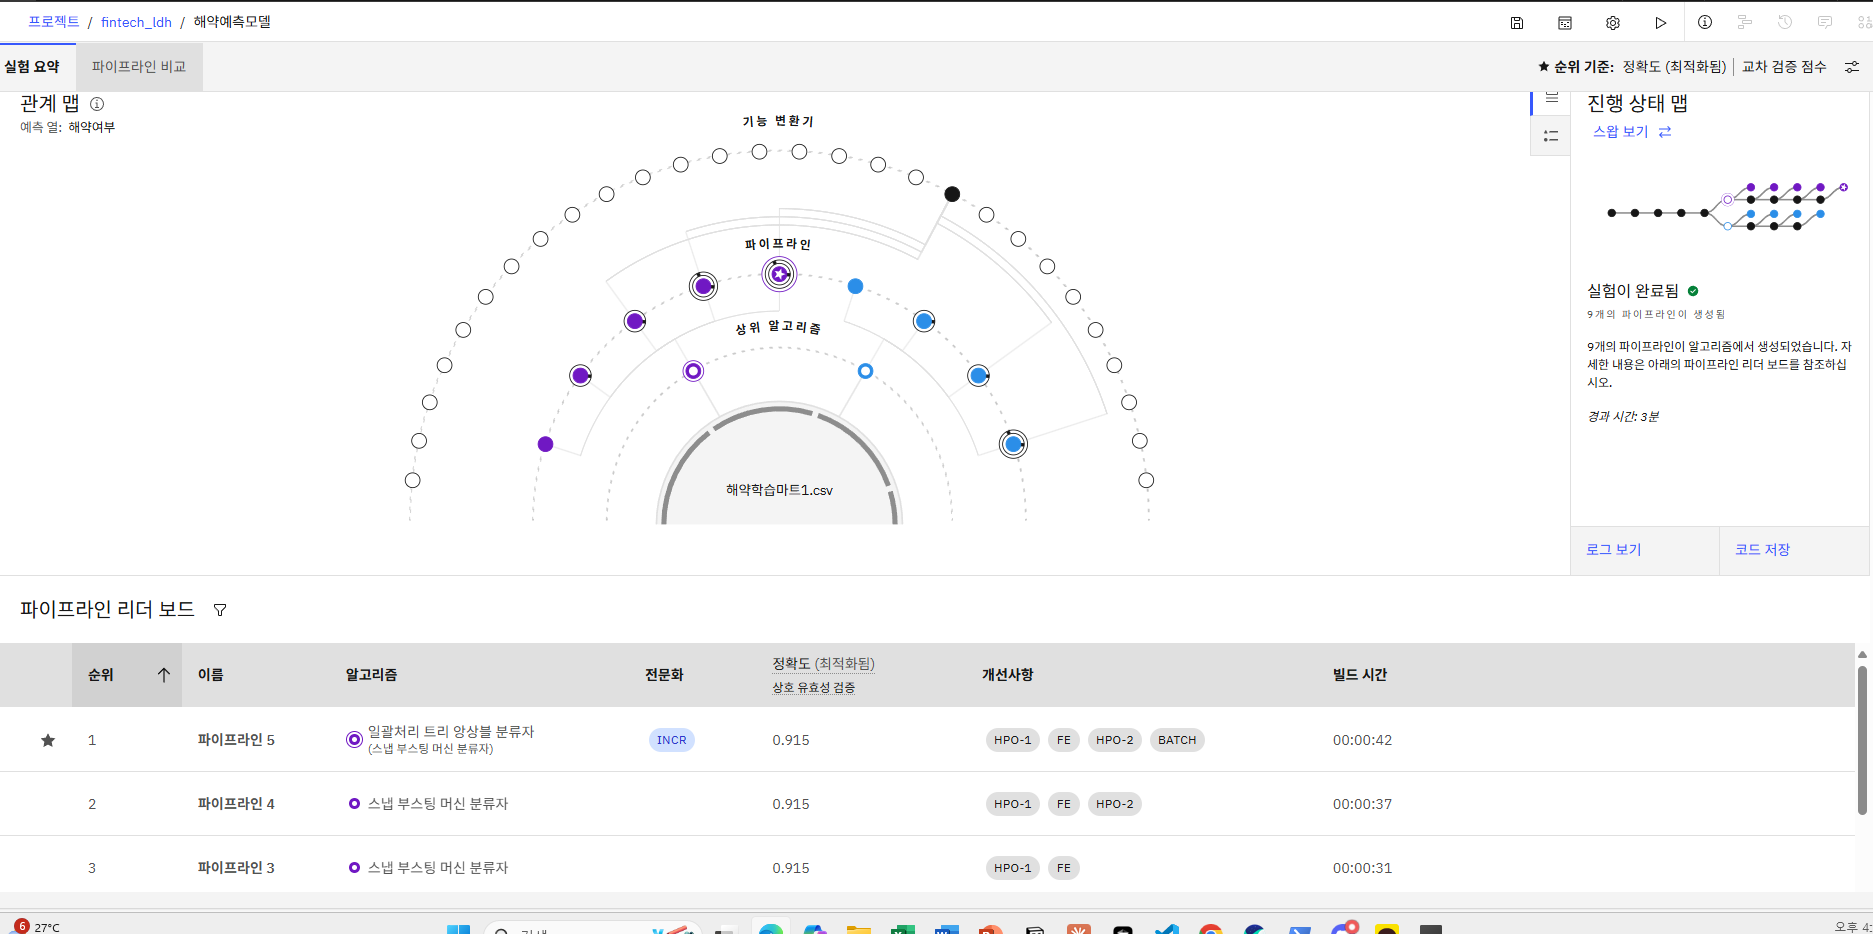 프로젝트 / fintech_ldh / 해약예측모델
실험 요약
파이프라인 비교
순위 기준: 정확도 (최적화됨) | 교차 검증 점수
관계 맵
예측 열: 해약여부
기능 변환기
파이프라인
상위 알고리즘
해약학습마트1.csv
진행 상태 맵
스왑 보기
실험이 완료됨
9개의 파이프라인이 생성됨
9개의 파이프라인이 알고리즘에서 생성되었습니다. 자
세한 내용은 아래의 파이프라인 리더 보드를 참조하십
시오.
경과 시간: 3분
로그 보기
코드 저장
파이프라인 리더 보드
순위 이름 알고리즘 전문화 정확도 (최적화됨) 개선사항 빌드 시간
상호 유효성 검증
1 파이프라인 5 일괄처리 트리 앙상블 분류자 INCR 0.915 HPO-1 FE HPO-2 BATCH 00:00:42
(스냅 부스팅 머신 분류자)
2 파이프라인 4 스냅 부스팅 머신 분류자 0.915 HPO-1 FE HPO-2 00:00:37
3 파이프라인 3 스냅 부스팅 머신 분류자 0.915 HPO-1 FE 00:00:31
6 27°C
오후 4: